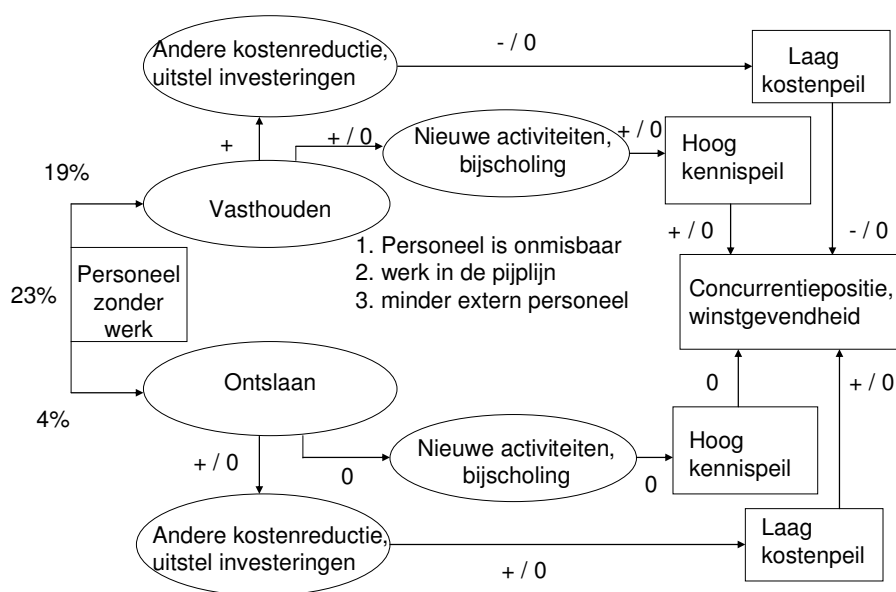 Andere kostenreductie,
uitstel investeringen
- / 0
Laag
kostenpeil
+
+ / 0
Nieuwe activiteiten,
bijscholing
+ / 0
Hoog
kennispeil
19%
Vasthouden
+ / 0
- / 0
1. Personeel is onmisbaar
2. werk in de pijplijn
3. minder extern personeel
23%
Personeel
zonder
werk
Concurrentiepositie,
winstgevendheid
Ontslaan
4%
0
+ / 0
+ / 0
0
Nieuwe activiteiten,
bijscholing
0
Hoog
kennispeil
Andere kostenreductie,
uitstel investeringen
+ / 0
Laag
kostenpeil